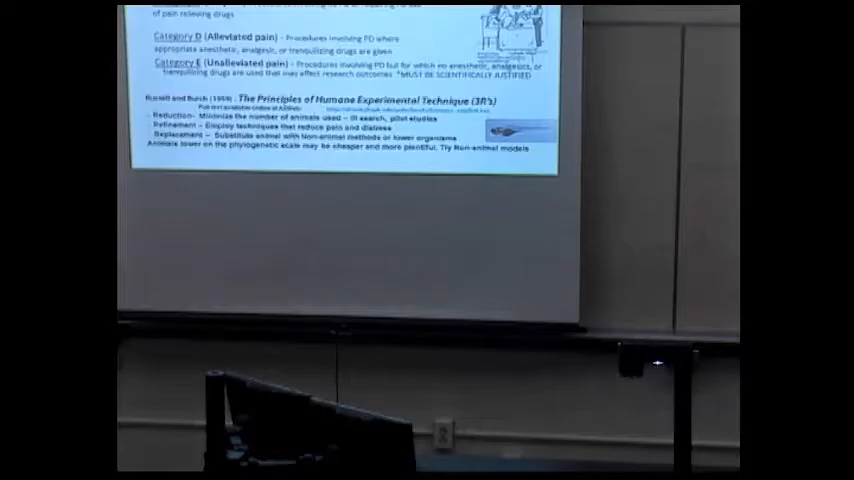 of pain relieving drugs
Category D (Alleviated pain) - Procedures involving PD where
appropriate anesthetic, analgesic, or tranquilizing drugs are given
Category E (Unalleviated pain) - Procedures involving PD but for which no anesthetic, analgesics, or
tranquilizing drugs are used that may affect research outcomes *MUST BE SCIENTIFICALLY JUSTIFIED
Russell and Burch (1959) : The Principles of Humane Experimental Technique (3R's)
- Reduction- Minimize the number of animals used – lit search, pilot studies
- Refinement – Employ techniques that reduce pain and distress
- Replacement – Substitute animal with Non-animal methods or lower organisms
Animals lower on the phylogenetic scale may be cheaper and more plentiful. Try Non-animal models